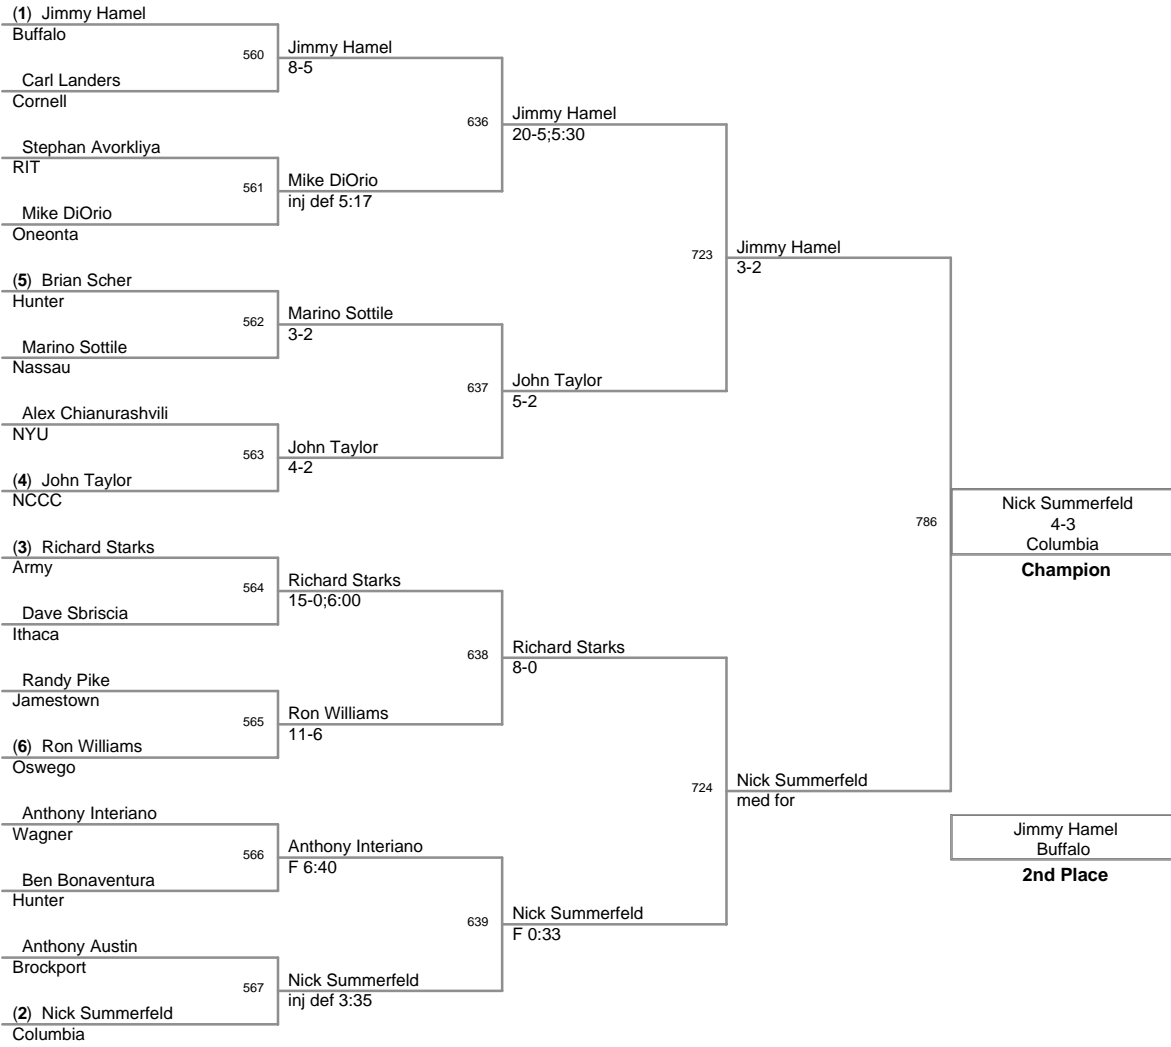 (1) Jimmy Hamel
Buffalo
560
Carl Landers
Cornell
Stephan Avorkliya
RIT
561
Mike DiOrio
Oneonta
(5) Brian Scher
Hunter
562
Marino Sottile
Nassau
Alex Chianurashvili
NYU
563
(4) John Taylor
NCCC
(3) Richard Starks
Army
564
Dave Sbriscia
Ithaca
Randy Pike
Jamestown
565
(6) Ron Williams
Oswego
Anthony Interiano
Wagner
566
Ben Bonaventura
Hunter
Anthony Austin
Brockport
567
(2) Nick Summerfeld
Columbia
Jimmy Hamel
8-5
636
Mike DiOrio
inj def 5:17
Marino Sottile
3-2
637
John Taylor
4-2
Richard Starks
15-0;6:00
638
Ron Williams
11-6
Anthony Interiano
F 6:40
639
Nick Summerfeld
inj def 3:35
Jimmy Hamel
20-5;5:30
723
John Taylor
5-2
Richard Starks
8-0
724
Nick Summerfeld
F 0:33
Jimmy Hamel
3-2
786
Nick Summerfeld
med for
Nick Summerfeld
4-3
Columbia
Champion
Jimmy Hamel
Buffalo
2nd Place